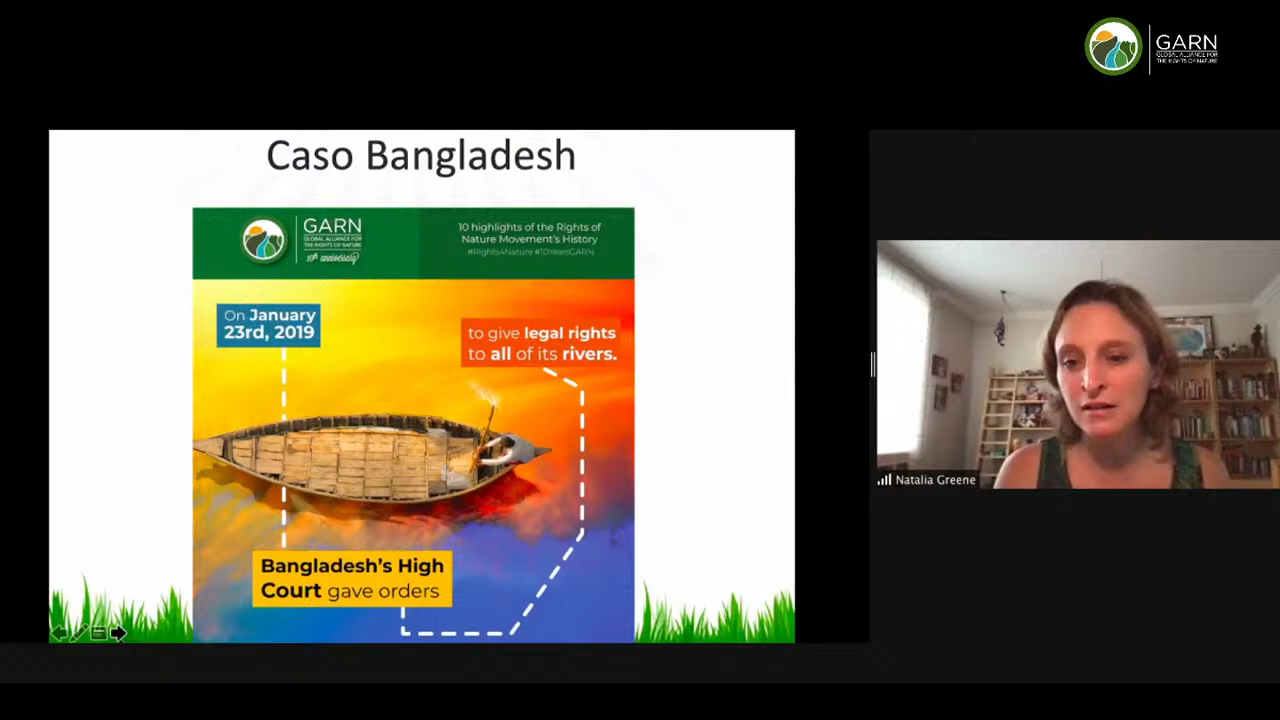 GARN
GLOBAL ALLIANCE FOR
THE RIGHTS OF NATURE
Caso Bangladesh
GARN
GLOBAL ALLIANCE FOR
THE RIGHTS OF NATURE
10th anniversary
10 highlights of the Rights of
Nature Movement's History
#Rights4Nature #10YearsGARN
On January
23rd, 2019
to give legal rights
to all of its rivers.
Bangladesh's High
Court gave orders
Natalia Greene